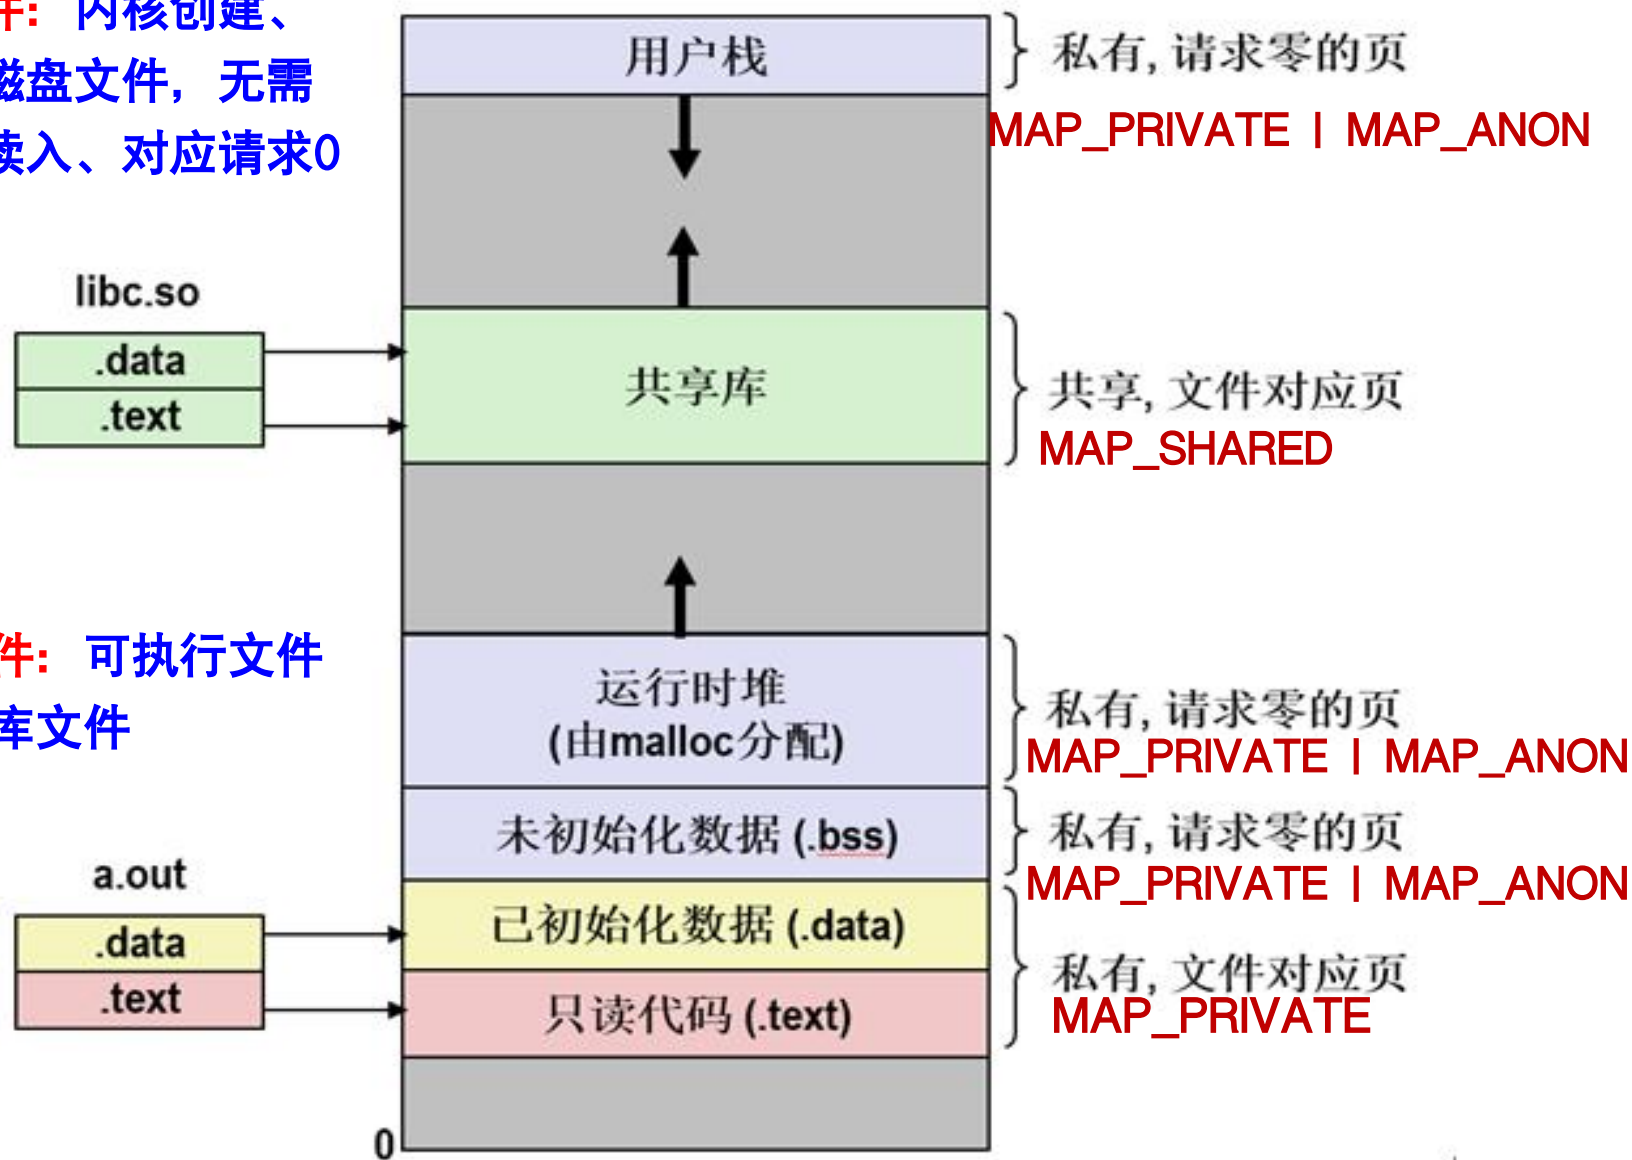 件：内核创建、
磁盘文件，无需
读入、对应请求0
用户栈
私有, 请求零的页
MAP_PRIVATE | MAP_ANON
libc.so
.data
.text
共享库
共享, 文件对应页
MAP_SHARED
件：可执行文件
库文件
运行时堆
(由malloc分配)
私有, 请求零的页
MAP_PRIVATE | MAP_ANON
未初始化数据 (.bss)
私有, 请求零的页
MAP_PRIVATE | MAP_ANON
a.out
.data
.text
已初始化数据 (.data)
只读代码 (.text)
私有, 文件对应页
MAP_PRIVATE
0